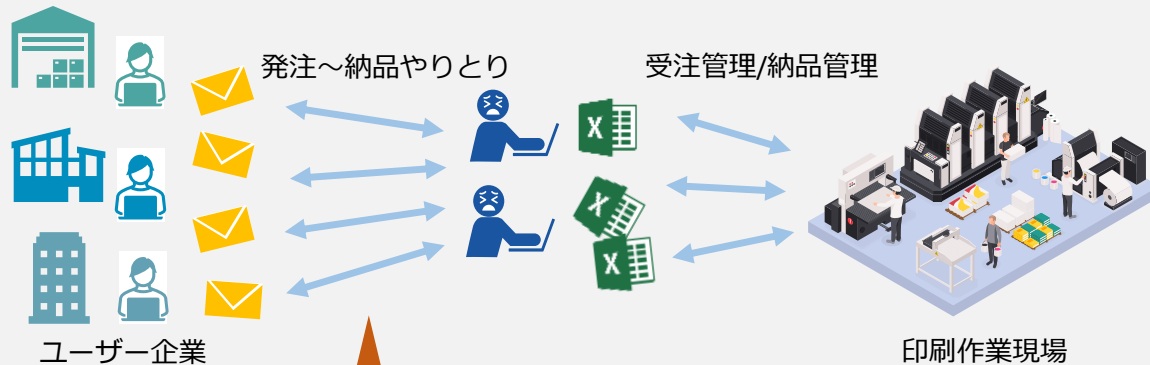 発注～納品やりとり
受注管理/納品管理
X
X
X
ユーザー企業
印刷作業現場